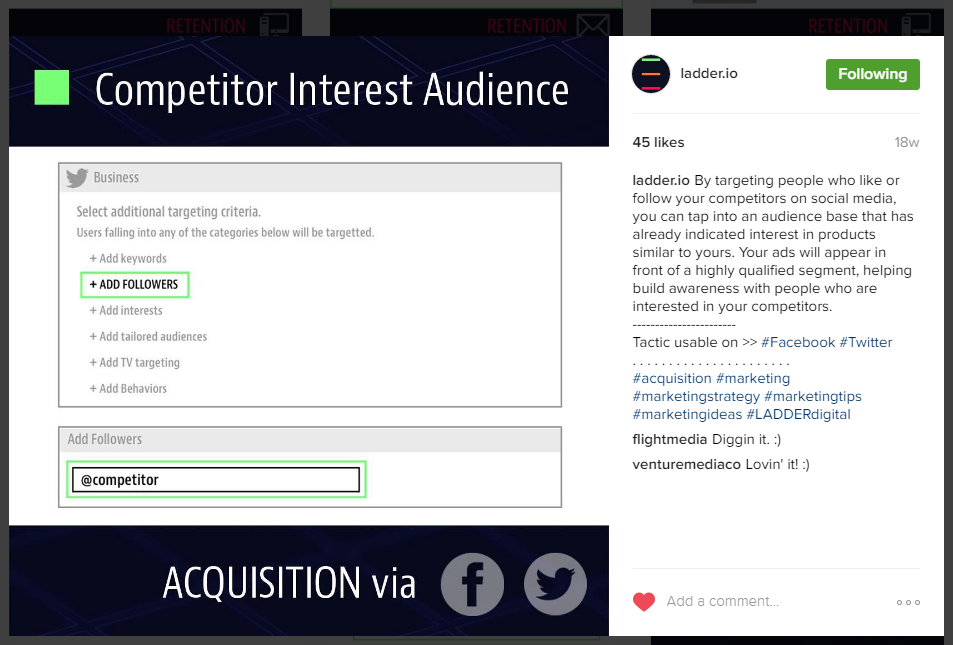 RETENTION
RETENTION
RETENTION
Competitor Interest Audience
Business
Select additional targeting criteria.
Users falling into any of the categories below will be targetted.
+ Add keywords
+ ADD FOLLOWERS
+ Add interests
+ Add tailored audiences
+ Add TV targeting
+ Add Behaviors
Add Followers
@competitor
ACQUISITION via
ladder.io
Following
45 likes
18w
ladder.io By targeting people who like or
follow your competitors on social media,
you can tap into an audience base that has
already indicated interest in products
similar to yours. Your ads will appear in
front of a highly qualified segment, helping
build awareness with people who are
interested in your competitors.
-----------------------
Tactic usable on >> #Facebook #Twitter
. . . . . . . . . . . . . . . . . . . . . .
#acquisition #marketing
#marketingstrategy #marketingtips
#marketingideas #LADDERdigital
flightmedia Diggin it. :)
venturemediaco Lovin' it! :)
Add a comment...